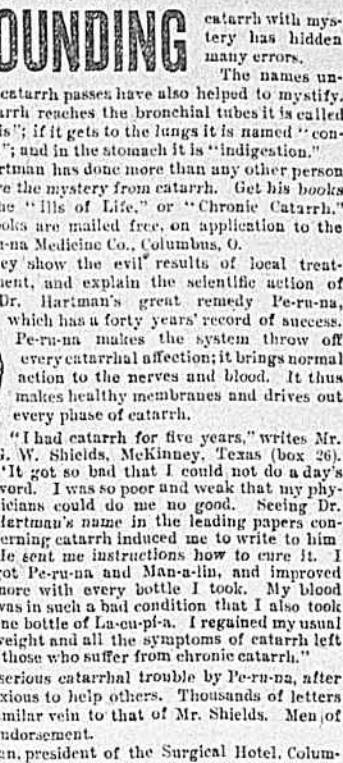 OUNDING
catarrh with mys-
tery has hidden
many errors.
The names un-
catarrh passes have also helped to mystify.
arrh reaches the bronchial tubes it is called
is"; if it gets to the lungs it is named "con-
"; and in the stomach it is "indigestion."
rtman has done more than any other person
ve the mystery from catarrh. Get his books
he "Ills of Life," or "Chronic Catarrh."
oks are mailed free, on application to the
u-na Medicine Co., Columbus, O.
ey show the evil results of local treat-
ment, and explain the scientific action of
Dr. Hartman's great remedy Pe-ru-na,
which has a forty years' record of success.
Pe-ru-na makes the system throw off
every catarrhal affection; it brings normal
action to the nerves and blood. It thus
makes healthy membranes and drives out
every phase of catarrh.
"I had catarrh for five years," writes Mr.
G. W. Shields, McKinney, Texas (box 26).
"It got so bad that I could not do a day's
word. I was so poor and weak that my phy-
icians could do me no good. Seeing Dr.
Hartman's name in the leading papers con-
erning catarrh induced me to write to him
He sent me instructions how to cure it. I
got Pe-ru-na and Man-a-lin, and improved
more with every bottle I took. My blood
was in such a bad condition that I also took
one bottle of La-cu-pi-a. I regained my usual
weight and all the symptoms of catarrh left
those who suffer from chronic catarrh."
serious catarrhal trouble by Pe-ru-na, after
xious to help others. Thousands of letters
milar vein to that of Mr. Shields. Men of
ndorsement.
an, president of the Surgical Hotel, Colum-